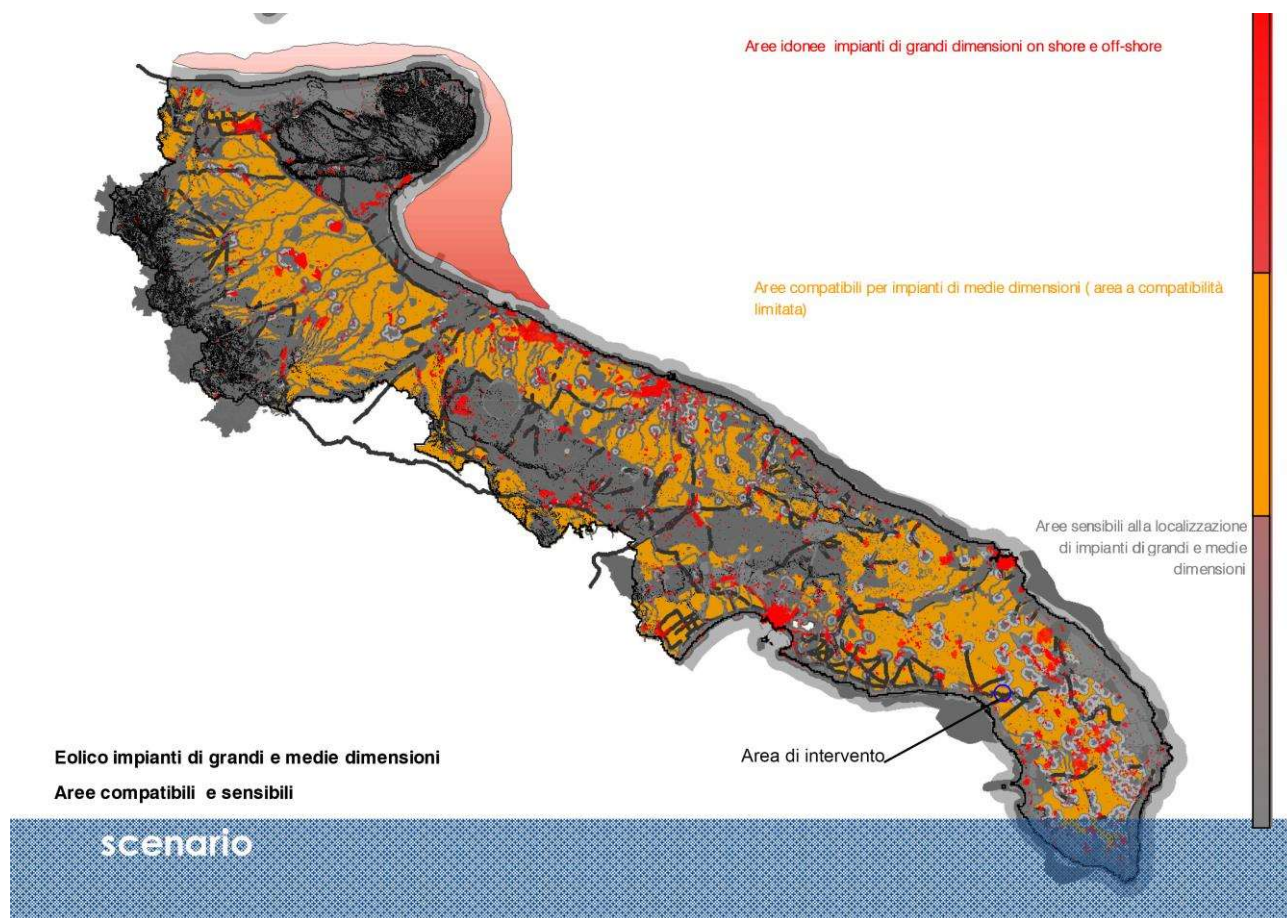 Aree idonee impianti di grandi dimensioni on shore e off-shore
Aree compatibili per impianti di medie dimensioni ( area a compatibilità
limitata)
Aree sensibili alla localizzazione
di impianti di grandi e medie
dimensioni
Area di intervento
Eolico impianti di grandi e medie dimensioni
Aree compatibili e sensibili
scenario